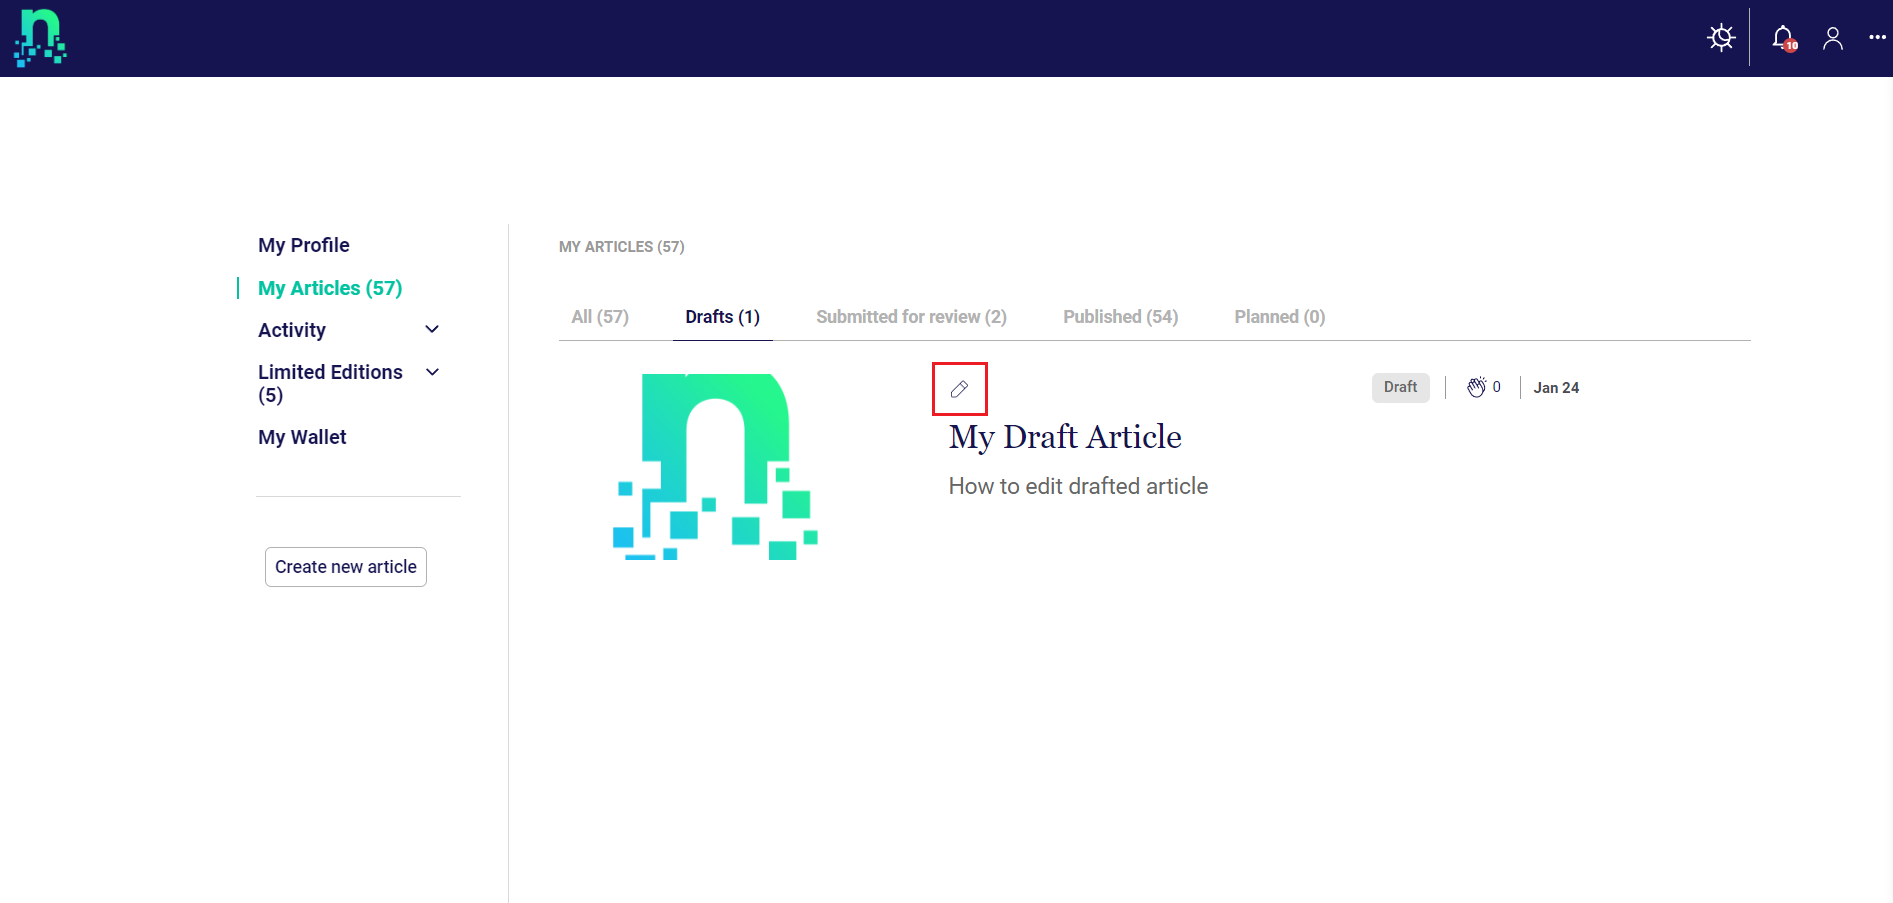 10
My Profile
My Articles (57)
Activity
Limited Editions
(5)
My Wallet
Create new article
MY ARTICLES (57)
All (57) Drafts (1) Submitted for review (2) Published (54) Planned (0)
Draft 0 Jan 24
My Draft Article
How to edit drafted article